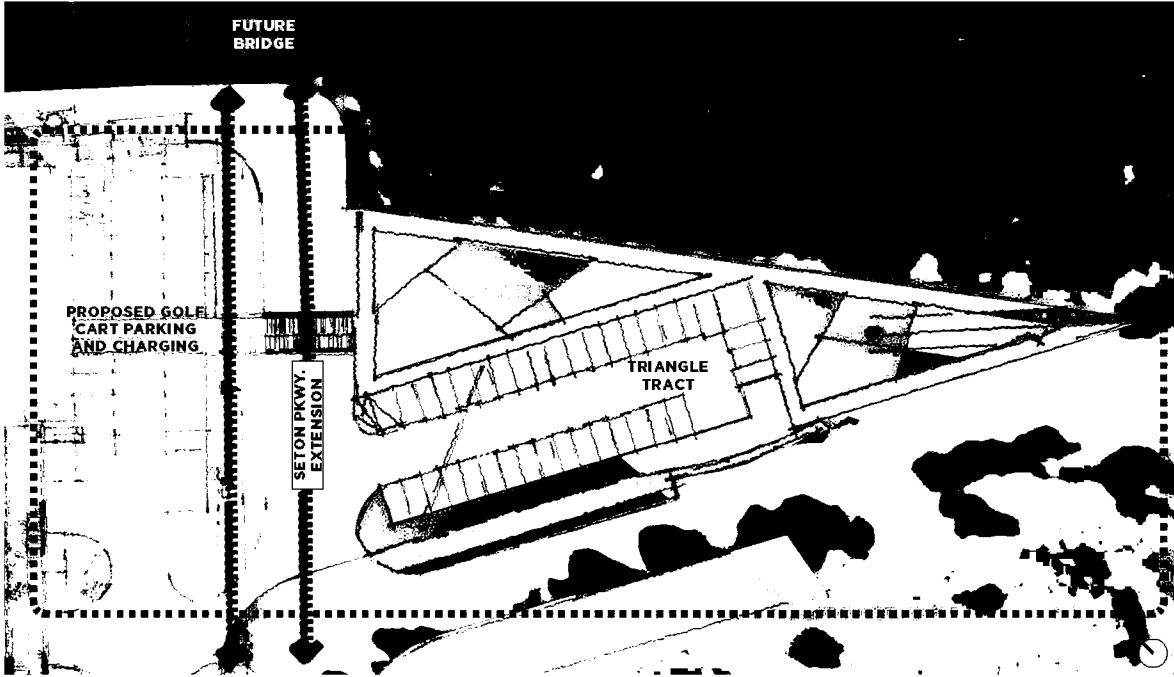 FUTURE
BRIDGE
PROPOSED GOLF
CART PARKING
AND CHARGING
TRIANGLE
TRACT
SETON PKWY.
EXTENSION